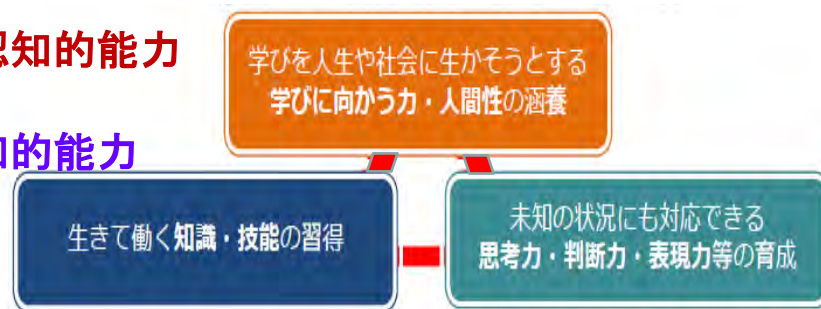 認知的能力
学びを人生や社会に生かそうとする
学びに向かう力・人間性の涵養
知的能力
生きて働く知識・技能の習得
未知の状況にも対応できる
思考力・判断力・表現力等の育成